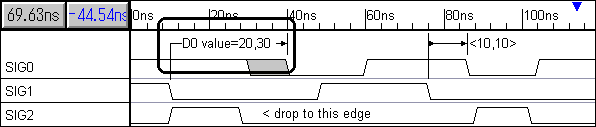 69.63ns -44.54ns 0ns 20ns 40ns 60ns 80ns 100ns
D0 value=20,30 <10,10>
SIG0
SIG1
SIG2 < drop to this edge